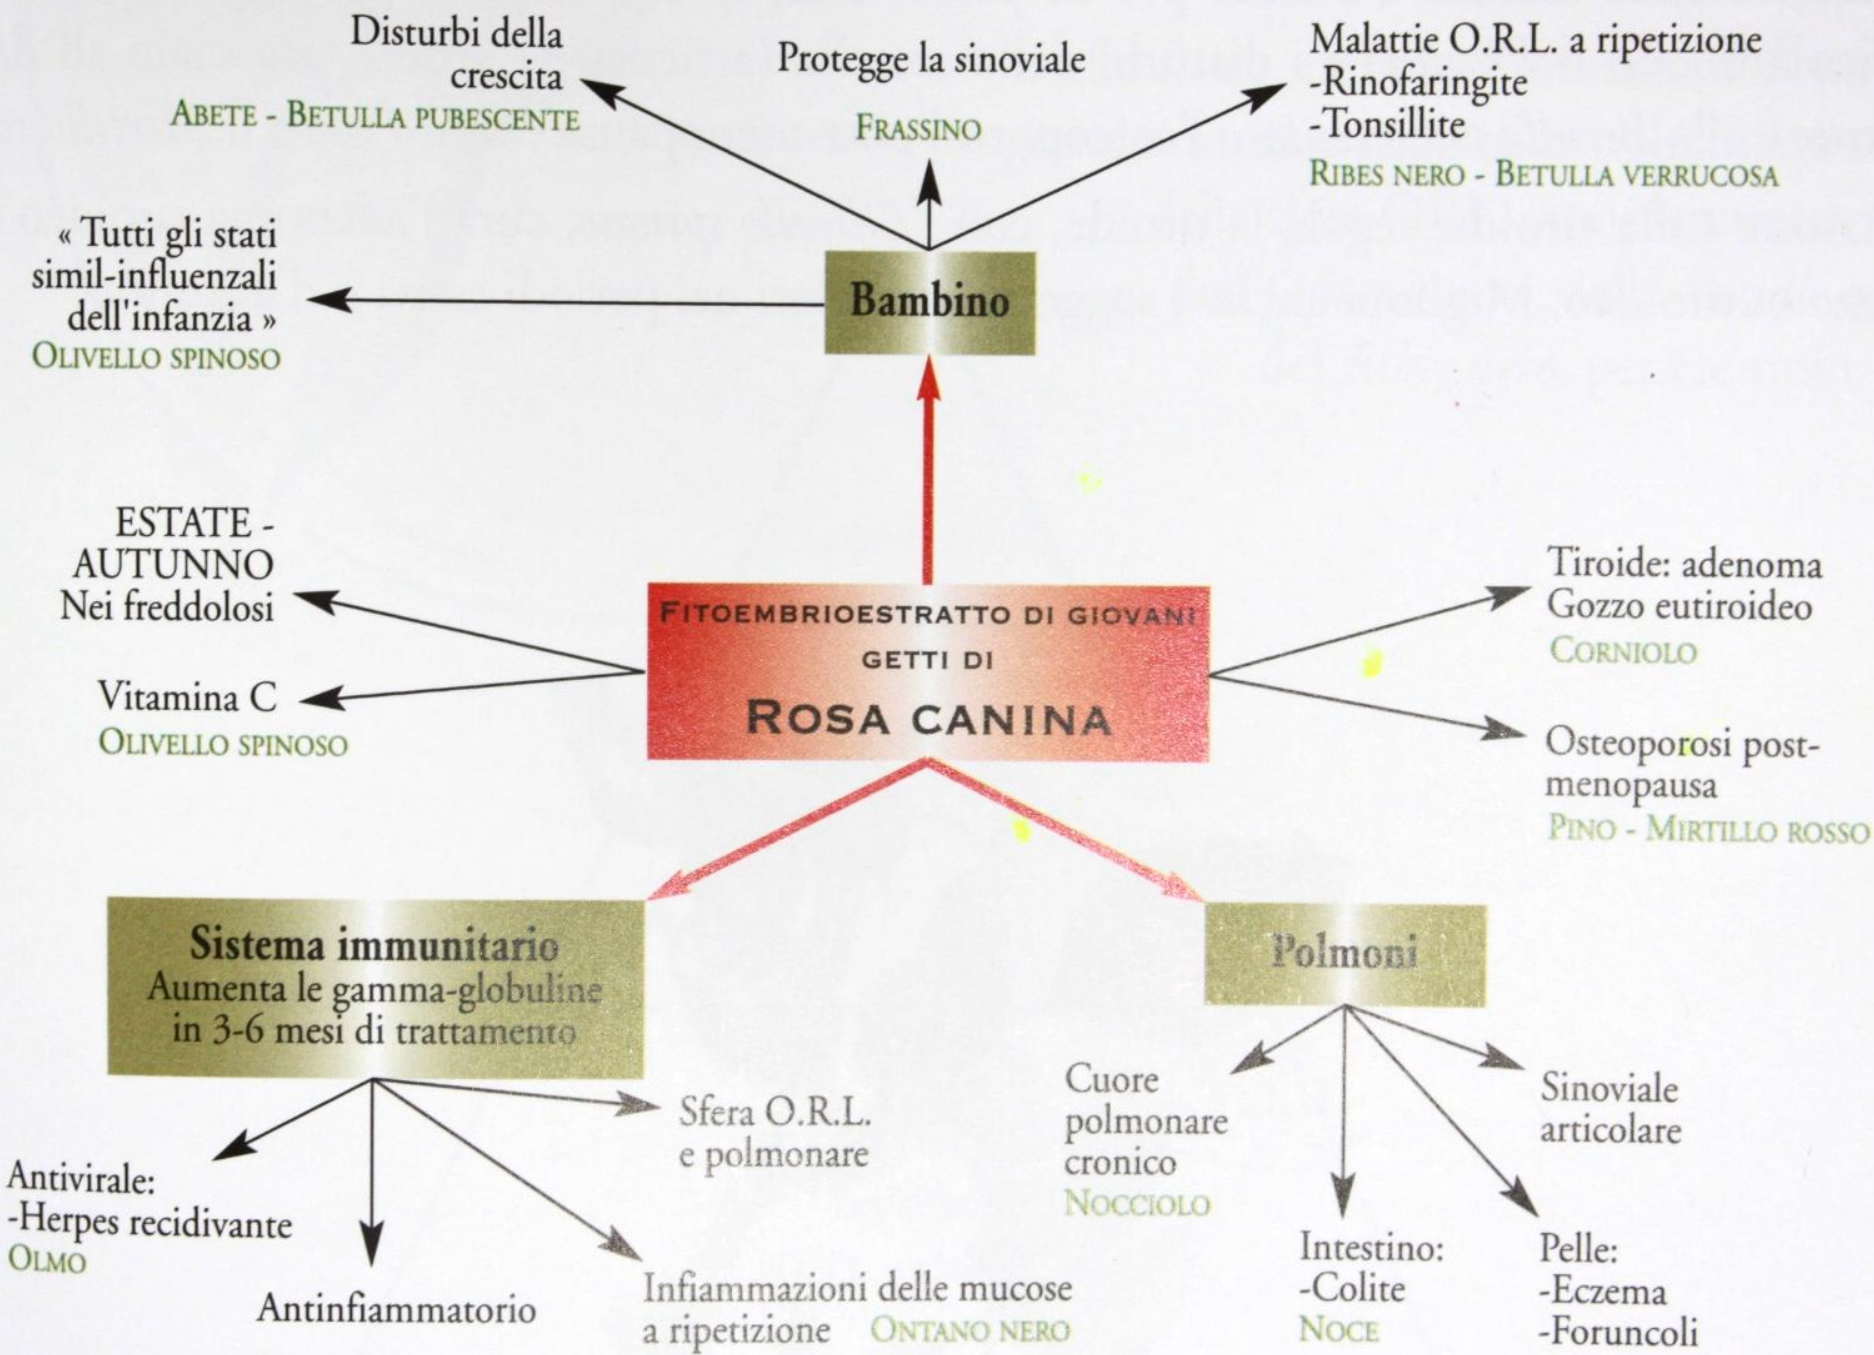 Disturbi della
crescita
ABETE - BETULLA PUBESCENTE
Protegge la sinoviale
FRASSINO
Malattie O.R.L. a ripetizione
-Rinofaringite
-Tonsillite
RIBES NERO - BETULLA VERRUCOSA
« Tutti gli stati
simil-influenzali
dell'infanzia »
OLIVELLO SPINOSO
Bambino
ESTATE -
AUTUNNO
Nei freddolosi
Vitamina C
OLIVELLO SPINOSO
FITOEMBRIOESTRATTO DI GIOVANI
GETTI DI
ROSA CANINA
Tiroide: adenoma
Gozzo eutiroideo
CORNIOLO
Osteoporosi post-
menopausa
PINO - MIRTILLO ROSSO
Sistema immunitario
Aumenta le gamma-globuline
in 3-6 mesi di trattamento
Polmoni
Antivirale:
-Herpes recidivante
OLMO
Antinfiammatorio
Infiammazioni delle mucose
a ripetizione ONTANO NERO
Sfera O.R.L.
e polmonare
Cuore
polmonare
cronico
NOCCIOLO
Intestino:
-Colite
NOCE
Pelle:
-Eczema
-Foruncoli
Sinoviale
articolare